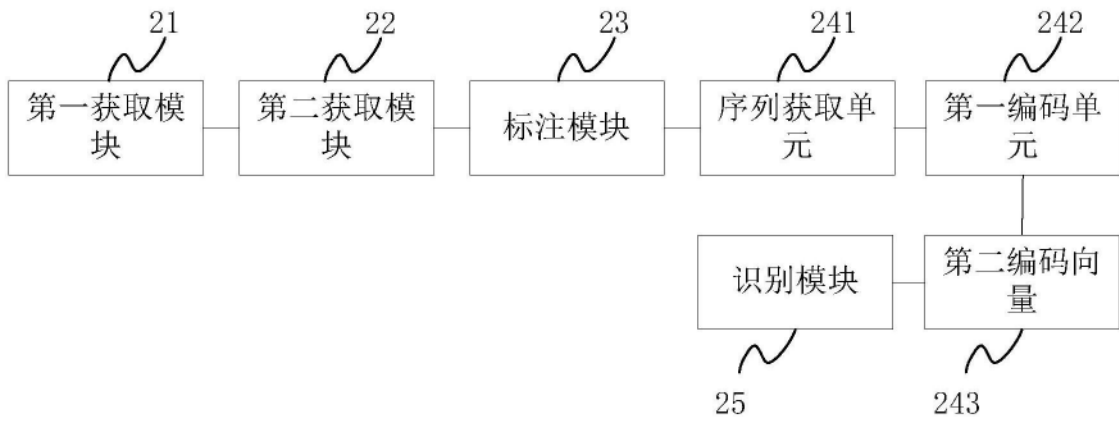 21
22
23
241
242
第一获取模
块
第二获取模
块
标注模块
序列获取单
元
第一编码单
元
识别模块
第二编码向
量
25
243